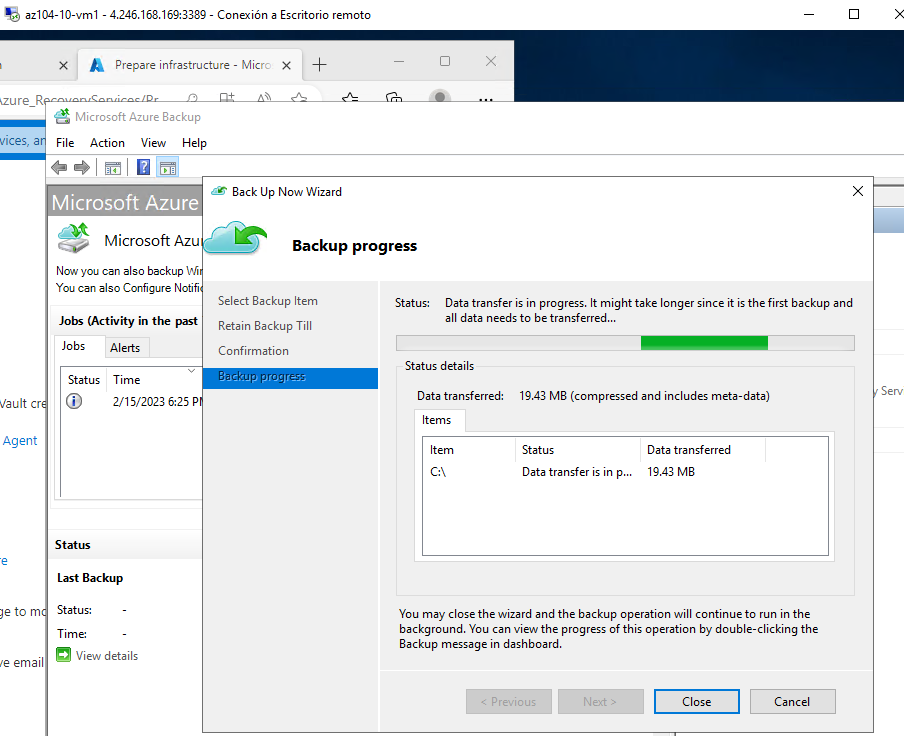 az104-10-vm1 - 4.246.168.169:3389 - Conexión a Escritorio remoto
Prepare infrastructure - Micro
Azure_RecoveryServices/Pr
Microsoft Azure Backup
vices, an
File Action View Help
Back Up Now Wizard
Microsoft Azure
Backup progress
Microsoft Azu
Now you can also backup Win
You can also Configure Notific
Jobs (Activity in the past
Jobs
Alerts
Status
Time
2/15/2023 6:25 PM
Vault cre
Agent
Status
re
Last Backup
Status: -
ge to mo
Time: -
View details
ve email
Select Backup Item
Retain Backup Till
Confirmation
Backup progress
Status: Data transfer is in progress. It might take longer since it is the first backup and
all data needs to be transferred...
Status details
Data transferred: 19.43 MB (compressed and includes meta-data)
Items
Item Status Data transferred
C:\ Data transfer is in p... 19.43 MB
You may close the wizard and the backup operation will continue to run in the
background. You can view the progress of this operation by double-clicking the
Backup message in dashboard.
< Previous
Next >
Close
Cancel
y Serv